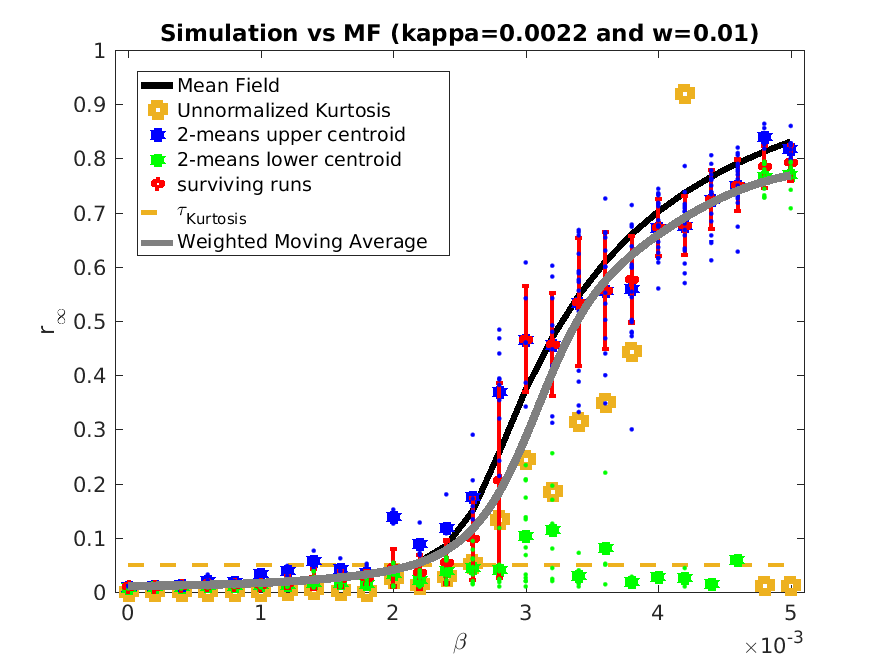 Simulation vs MF (kappa=0.0022 and w=0.01)
1
0.9
0.8
0.7
0.6
0.5
0.4
0.3
0.2
0.1
0
r∞
Mean Field
Unnormalized Kurtosis
2-means upper centroid
2-means lower centroid
surviving runs
τKurtosis
Weighted Moving Average
0 1 2 3 4 5
β
×10-3